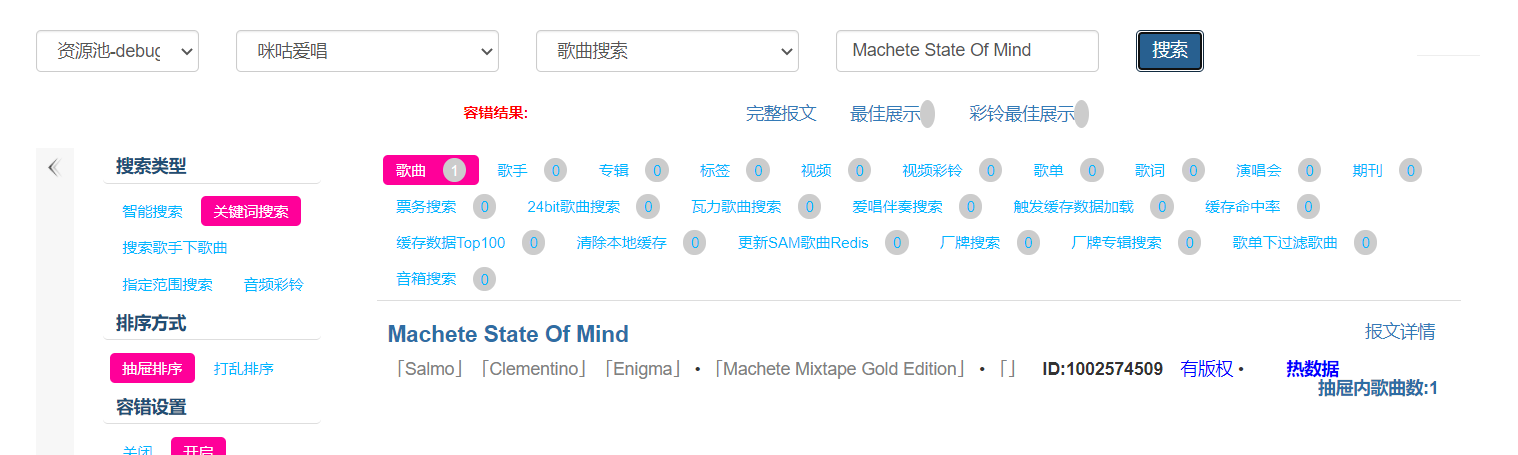 资源池-debug 咪咕爱唱 歌曲搜索 Machete State Of Mind 搜索
容错结果: 完整报文 最佳展示 彩铃最佳展示
搜索类型
智能搜索 关键词搜索
搜索歌手下歌曲
指定范围搜索 音频彩铃
排序方式
抽屉排序 打乱排序
容错设置
关闭 开启
歌曲 1 歌手 0 专辑 0 标签 0 视频 0 视频彩铃 0 歌单 0 歌词 0 演唱会 0 期刊 0
票务搜索 0 24bit歌曲搜索 0 瓦力歌曲搜索 0 爱唱伴奏搜索 0 触发缓存数据加载 0 缓存命中率 0
缓存数据Top100 0 清除本地缓存 0 更新SAM歌曲Redis 0 厂牌搜索 0 厂牌专辑搜索 0 歌单下过滤歌曲 0
音箱搜索 0
Machete State Of Mind 报文详情
「Salmo」「Clementino」「Enigma」 • 「Machete Mixtape Gold Edition」 • 「」 ID:1002574509 有版权 • 热数据
抽屉内歌曲数:1